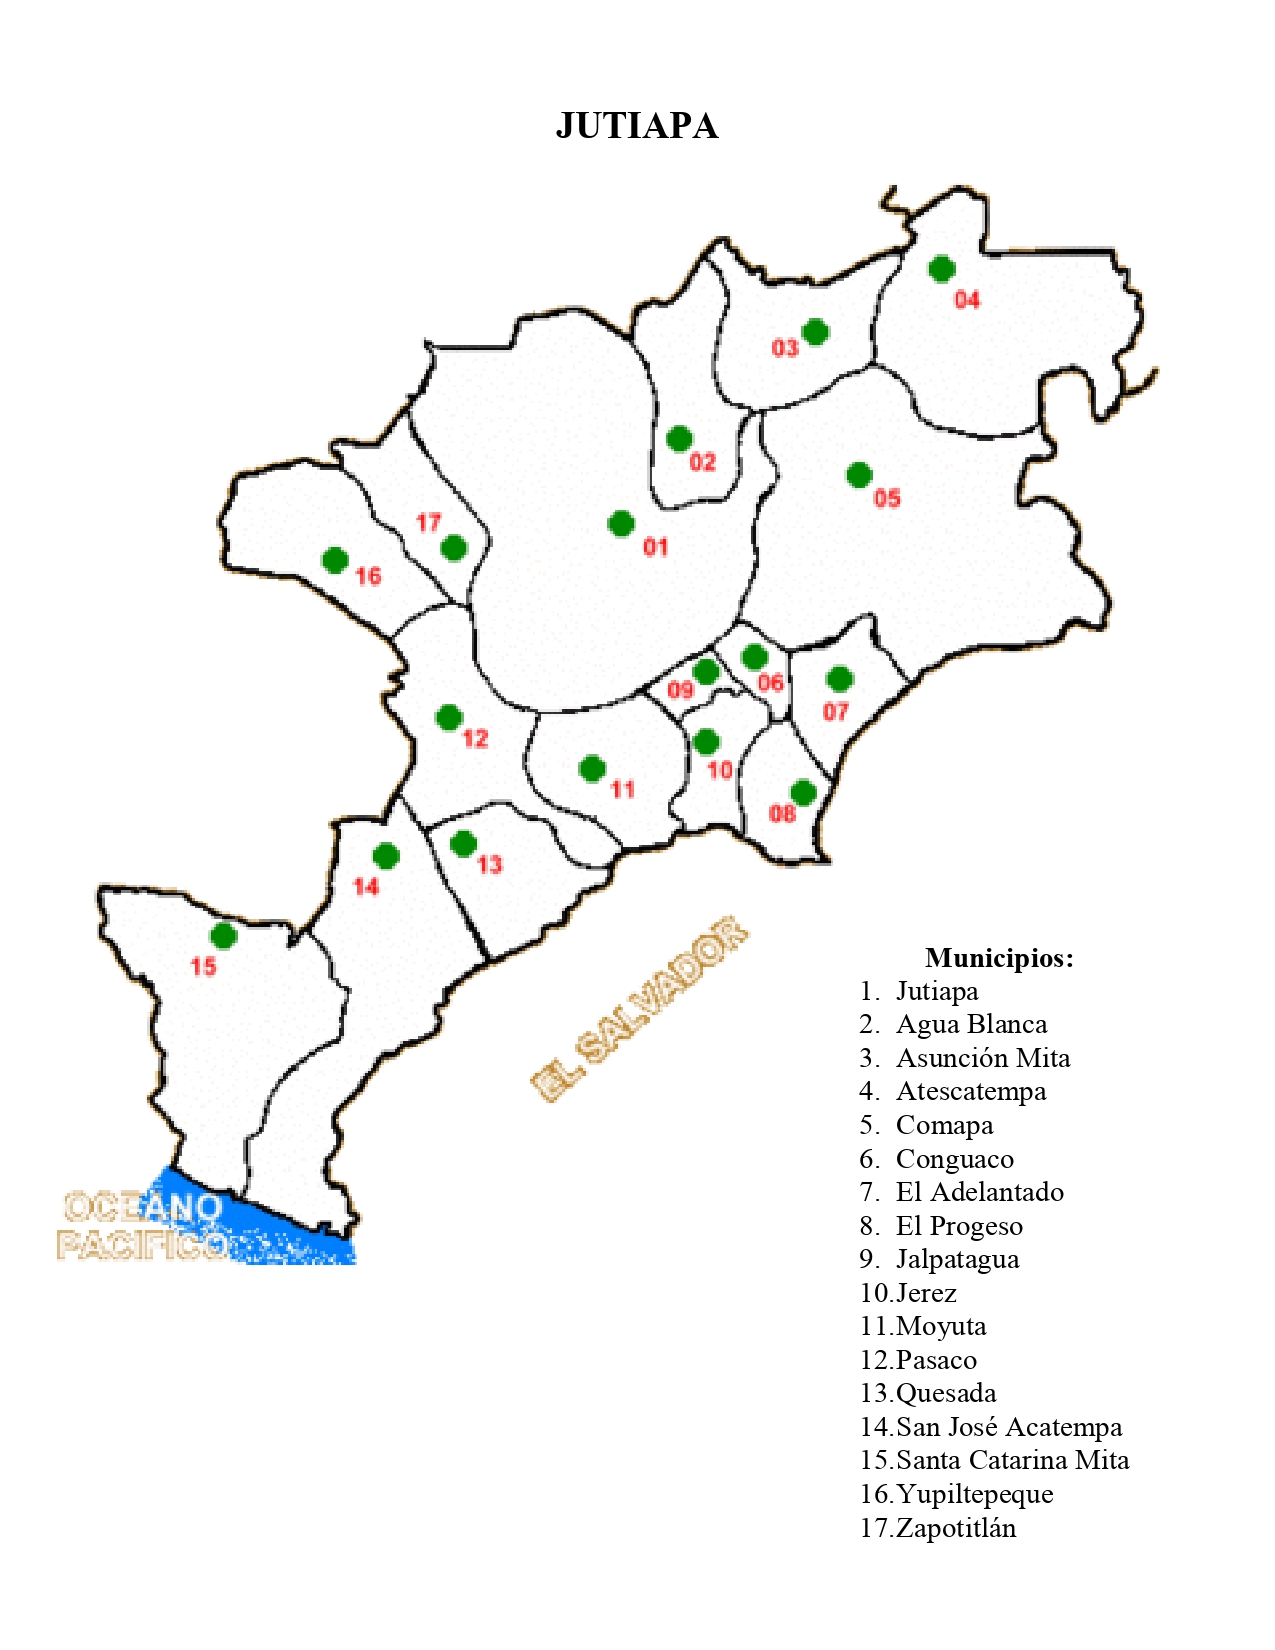 JUTIAPA
04
03
02
05
17
01
16
09
06
07
12
10
11
08
13
14
15
EL SALVADOR
OCEANO
PACIFICO
Municipios:
1. Jutiapa
2. Agua Blanca
3. Asunción Mita
4. Atescatempa
5. Comapa
6. Conguaco
7. El Adelantado
8. El Progeso
9. Jalpatagua
10.Jerez
11.Moyuta
12.Pasaco
13.Quesada
14.San José Acatempa
15.Santa Catarina Mita
16.Yupiltepeque
17.Zapotitlán